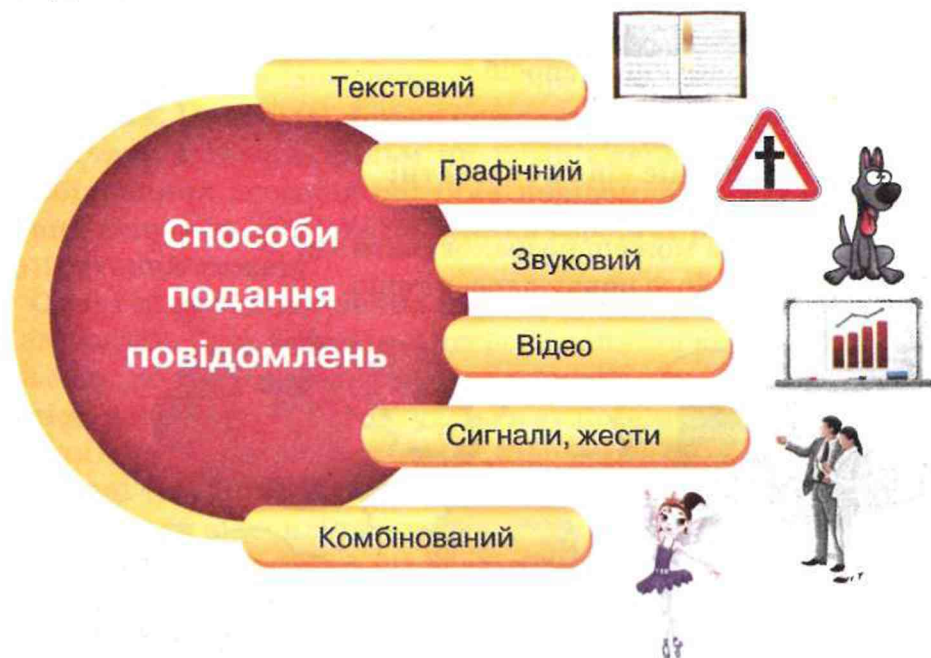 Способи
подання
повідомлень
Текстовий
Графічний
Звуковий
Відео
Сигнали, жести
Комбінований